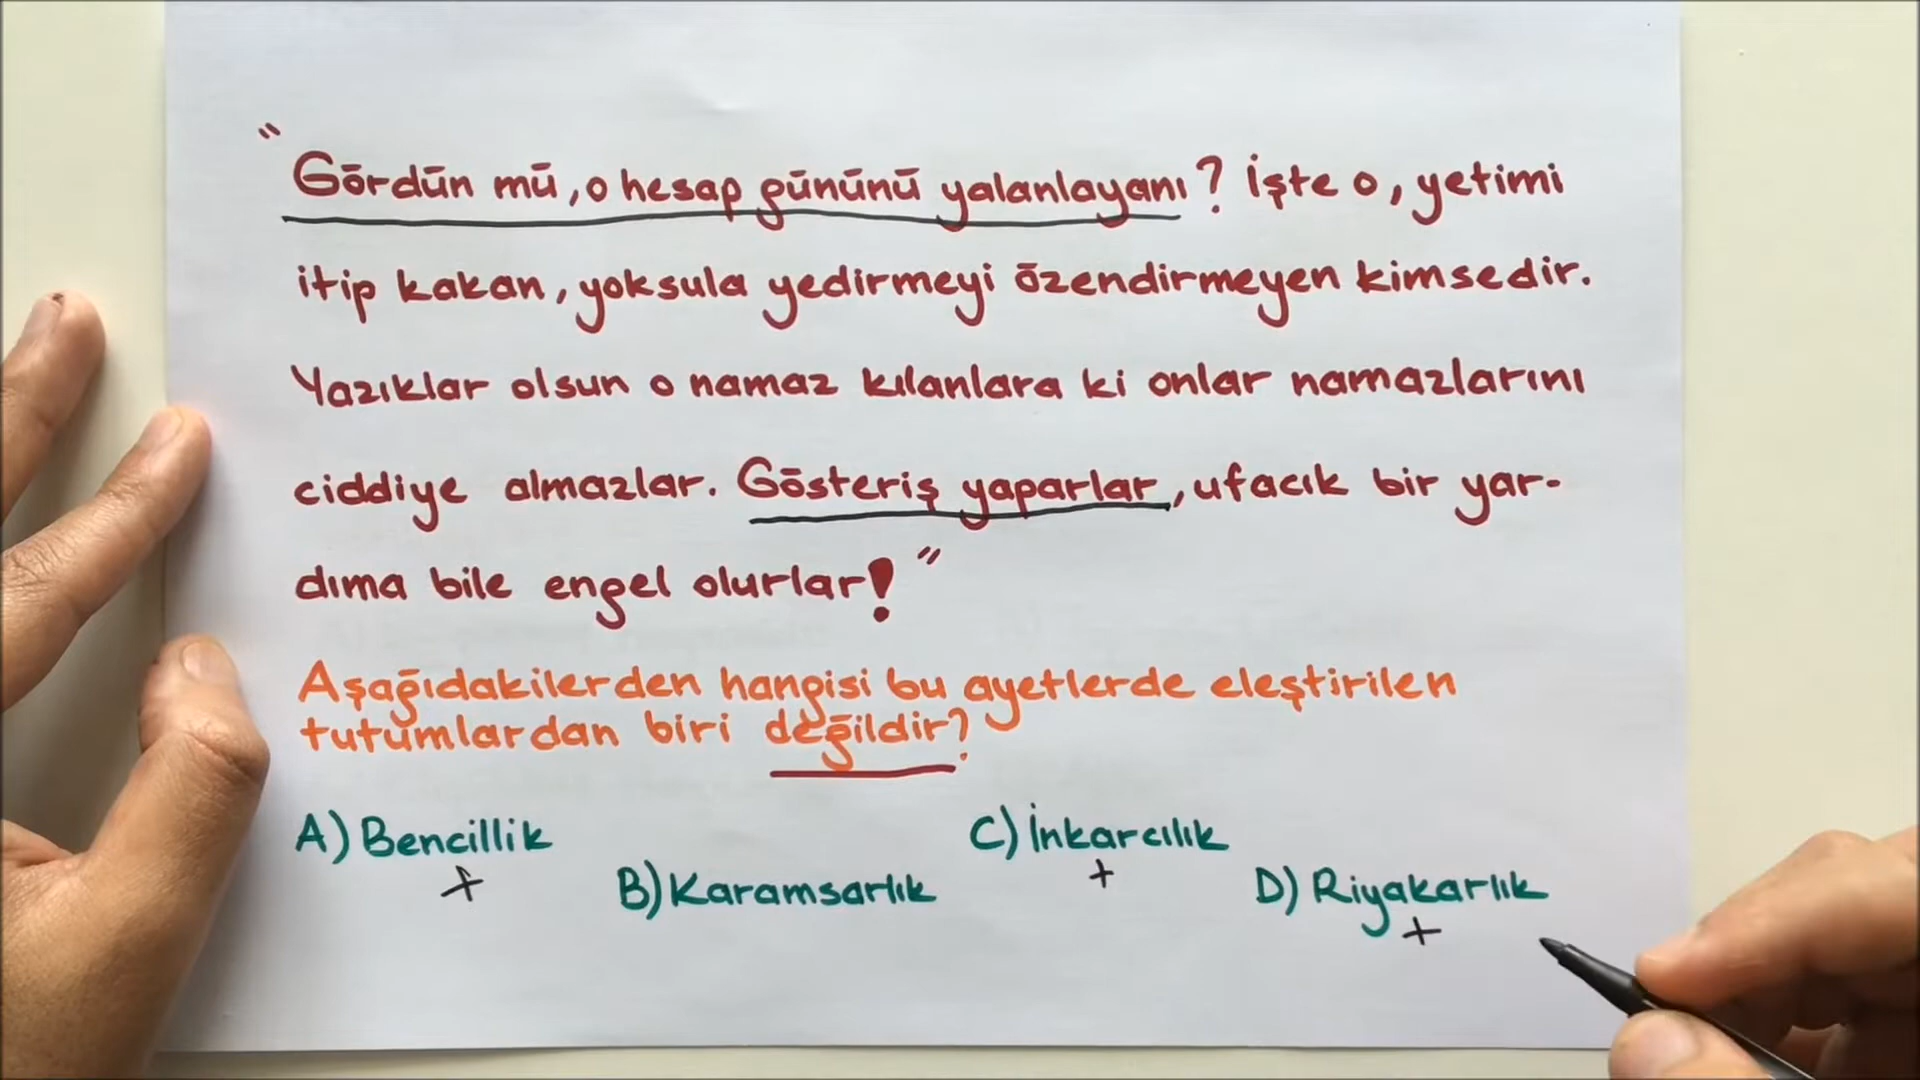 "Gördün mü, o hesap gününü yalanlayanı? İşte o, yetimi
itip kakan, yoksula yedirmeyi özendirmeyen kimsedir.
Yazıklar olsun o namaz kılanlara ki onlar namazlarını
ciddiye almazlar. Gösteriş yaparlar, ufacık bir yar-
dıma bile engel olurlar!"
Aşağıdakilerden hangisi bu ayetlerde eleştirilen
tutumlardan biri değildir?
A) Bencillik
+
B) Karamsarlık
C) İnkarcılık
+
D) Riyakarlık
+